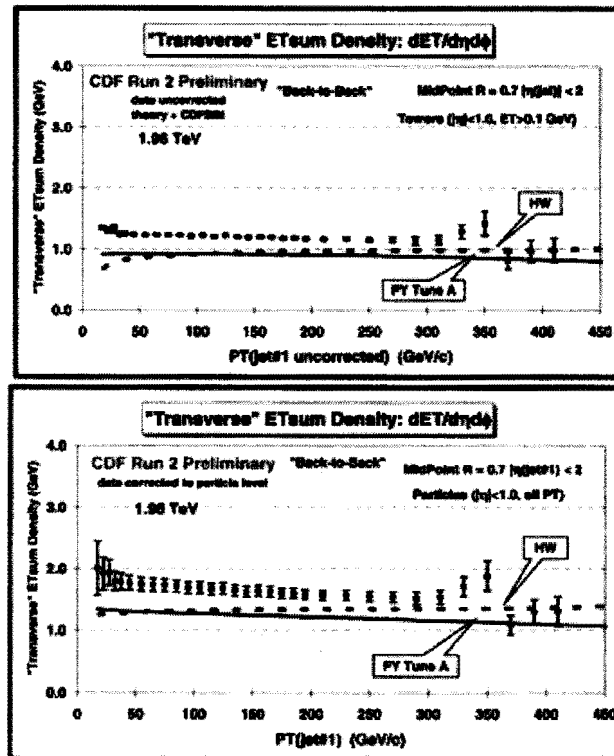 "Transverse" ETsum Density: dET/dηdφ
4.0
CDF Run 2 Preliminary
"Back-to-Back"
MidPoint R = 0.7 |η(jet)| < 2
data uncorrected
theory + CDFSIM
Towers (|η|<1.0, ET>0.1 GeV)
1.96 TeV
3.0
2.0
HW
1.0
PY Tune A
0.0
"Transverse" ETsum Density (GeV)
0 50 100 150 200 250 300 350 400 450
PT(jet#1 uncorrected) (GeV/c)
"Transverse" ETsum Density: dET/dηdφ
4.0
CDF Run 2 Preliminary
"Back-to-Back"
MidPoint R = 0.7 |η(jet#1)| < 2
data corrected to particle level
Particles (|η|<1.0, all PT)
1.96 TeV
3.0
2.0
HW
1.0
PY Tune A
0.0
"Transverse" ETsum Density (GeV)
0 50 100 150 200 250 300 350 400 450
PT(jet#1) (GeV/c)